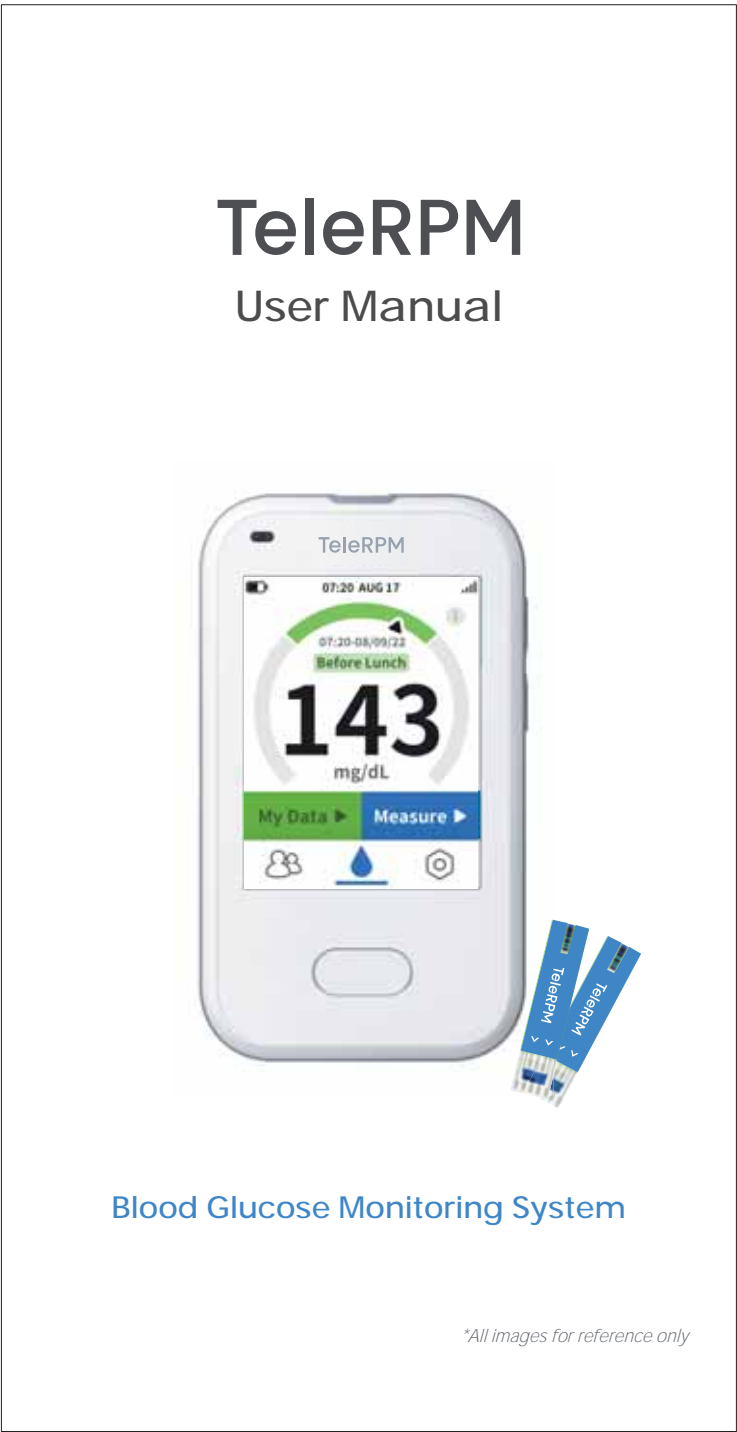 TeleRPM
User Manual
TeleRPM
07:20 AUG 17
07:20-08/09/22
Before Lunch
143
mg/dL
My Data
Measure
TeleRPM
TeleRPM
Blood Glucose Monitoring System
*All images for reference only